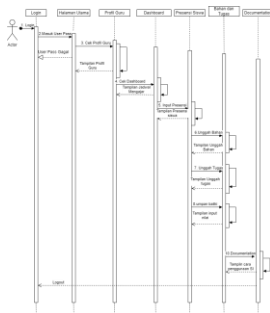 Login
Halaman Utama
Profil Guru
Dashboard
Presensi Siswa
Bahan dan
Tugas
Documentation
1. Login
Actor
2. Masuk User Pass
User Pass Gagal
3. Cek Profil Guru
Tampilan Profil
Guru
4. Cek Dashboard
Tampilan Jadwal
Mengajar
5. Input Presensi
Tampilan Presensi
siswa
6. Unggah Bahan
Tampilan Unggah
Bahan
7. Unggah Tugas
Tampilan Unggah
tugas
Tampilan input
nilai
10. Documentation
Tampil cara
penggunaan SI
Logout